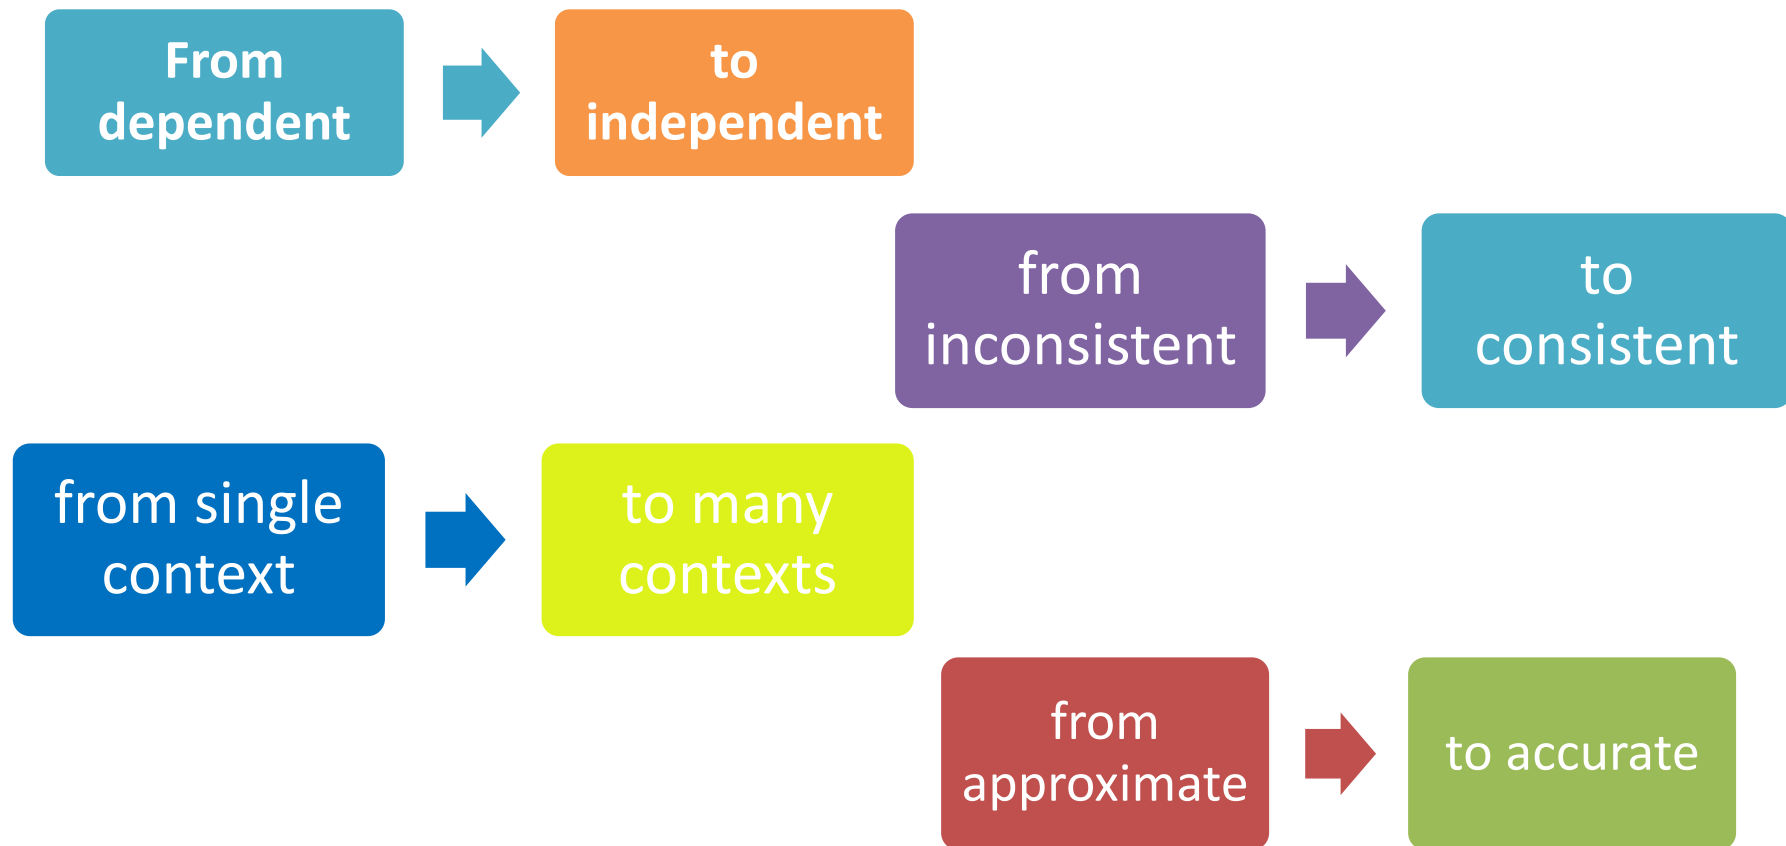 From
dependent
to
independent
from
inconsistent
to
consistent
from single
context
to many
contexts
from
approximate
to accurate